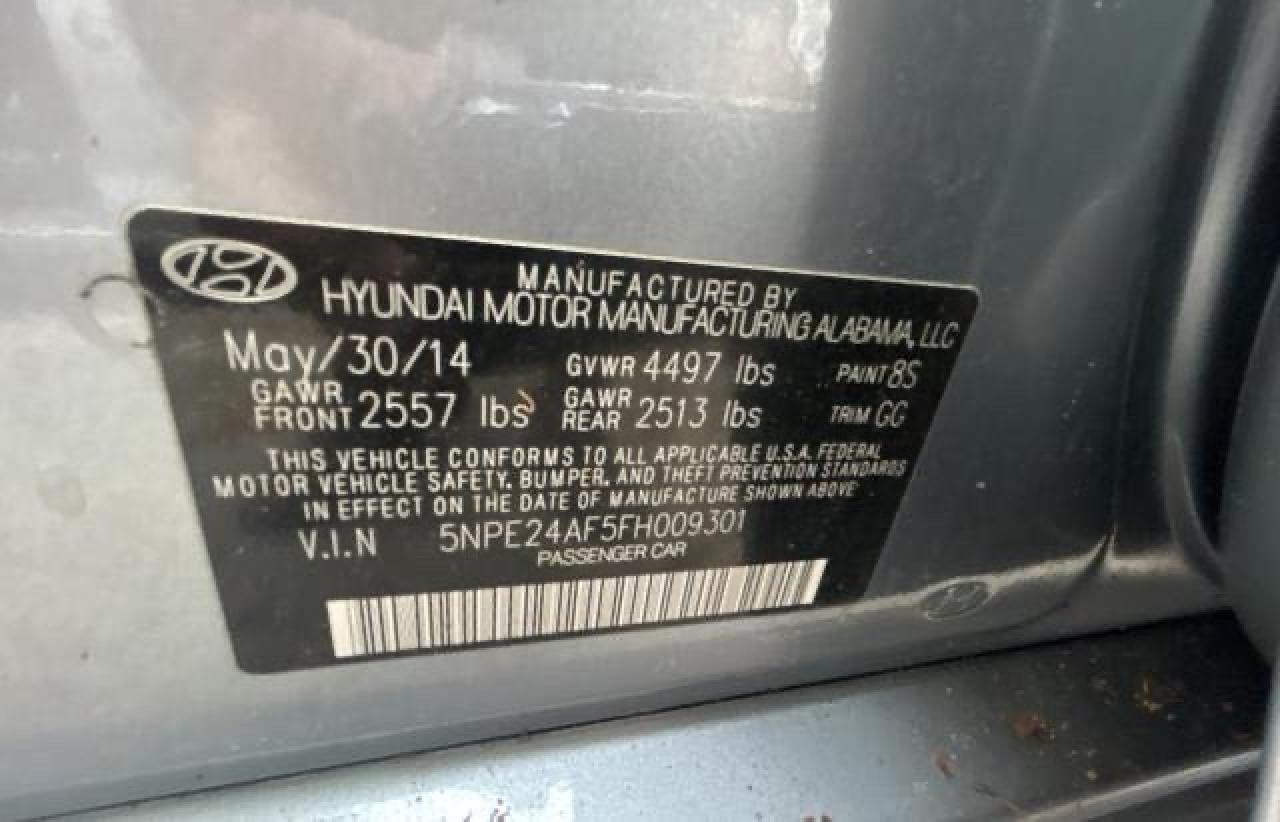 MANUFACTURED BY
HYUNDAI MOTOR MANUFACTURING ALABAMA, LLC
May/30/14 GVWR 4497 lbs PAINT 8S
GAWR FRONT 2557 lbs GAWR REAR 2513 lbs TRIM GG
THIS VEHICLE CONFORMS TO ALL APPLICABLE U.S.A. FEDERAL
MOTOR VEHICLE SAFETY, BUMPER, AND THEFT PREVENTION STANDARDS
IN EFFECT ON THE DATE OF MANUFACTURE SHOWN ABOVE
V.I.N 5NPE24AF5FH009301
PASSENGER CAR